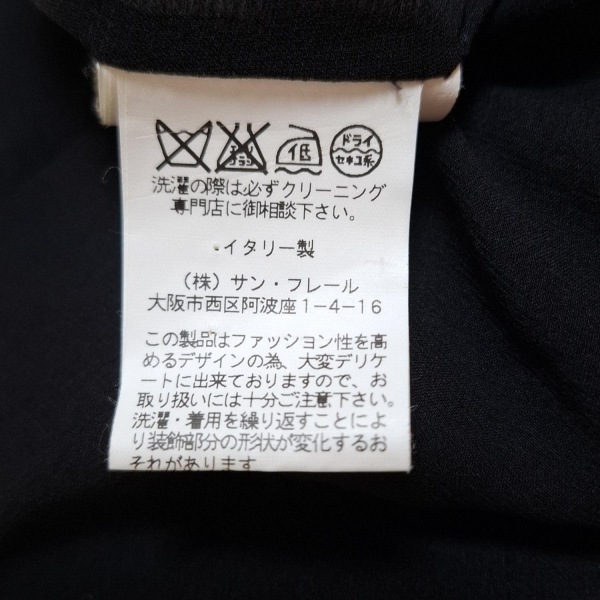 低 ドライ
セキユ系
洗濯の際は必ずクリーニング
専門店に御相談下さい。
イタリー製
（株）サン・フレール
大阪市西区阿波座1-4-16
この製品はファッション性を高
めるデザインの為、大変デリケ
ートに出来ておりますので、お
取り扱いには十分ご注意下さい。
洗濯・着用を繰り返すことによ
り装飾部分の形状が変化するお
それがあります